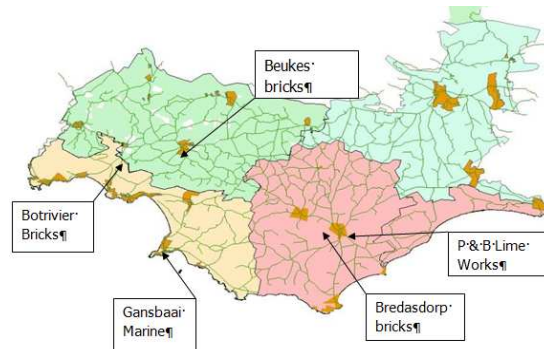 Beukes·
bricks¶
Botrivier·
Bricks¶
P·&·B·Lime·
Works·¶
Gansbaai·
Marine¶
Bredasdorp·
bricks¶